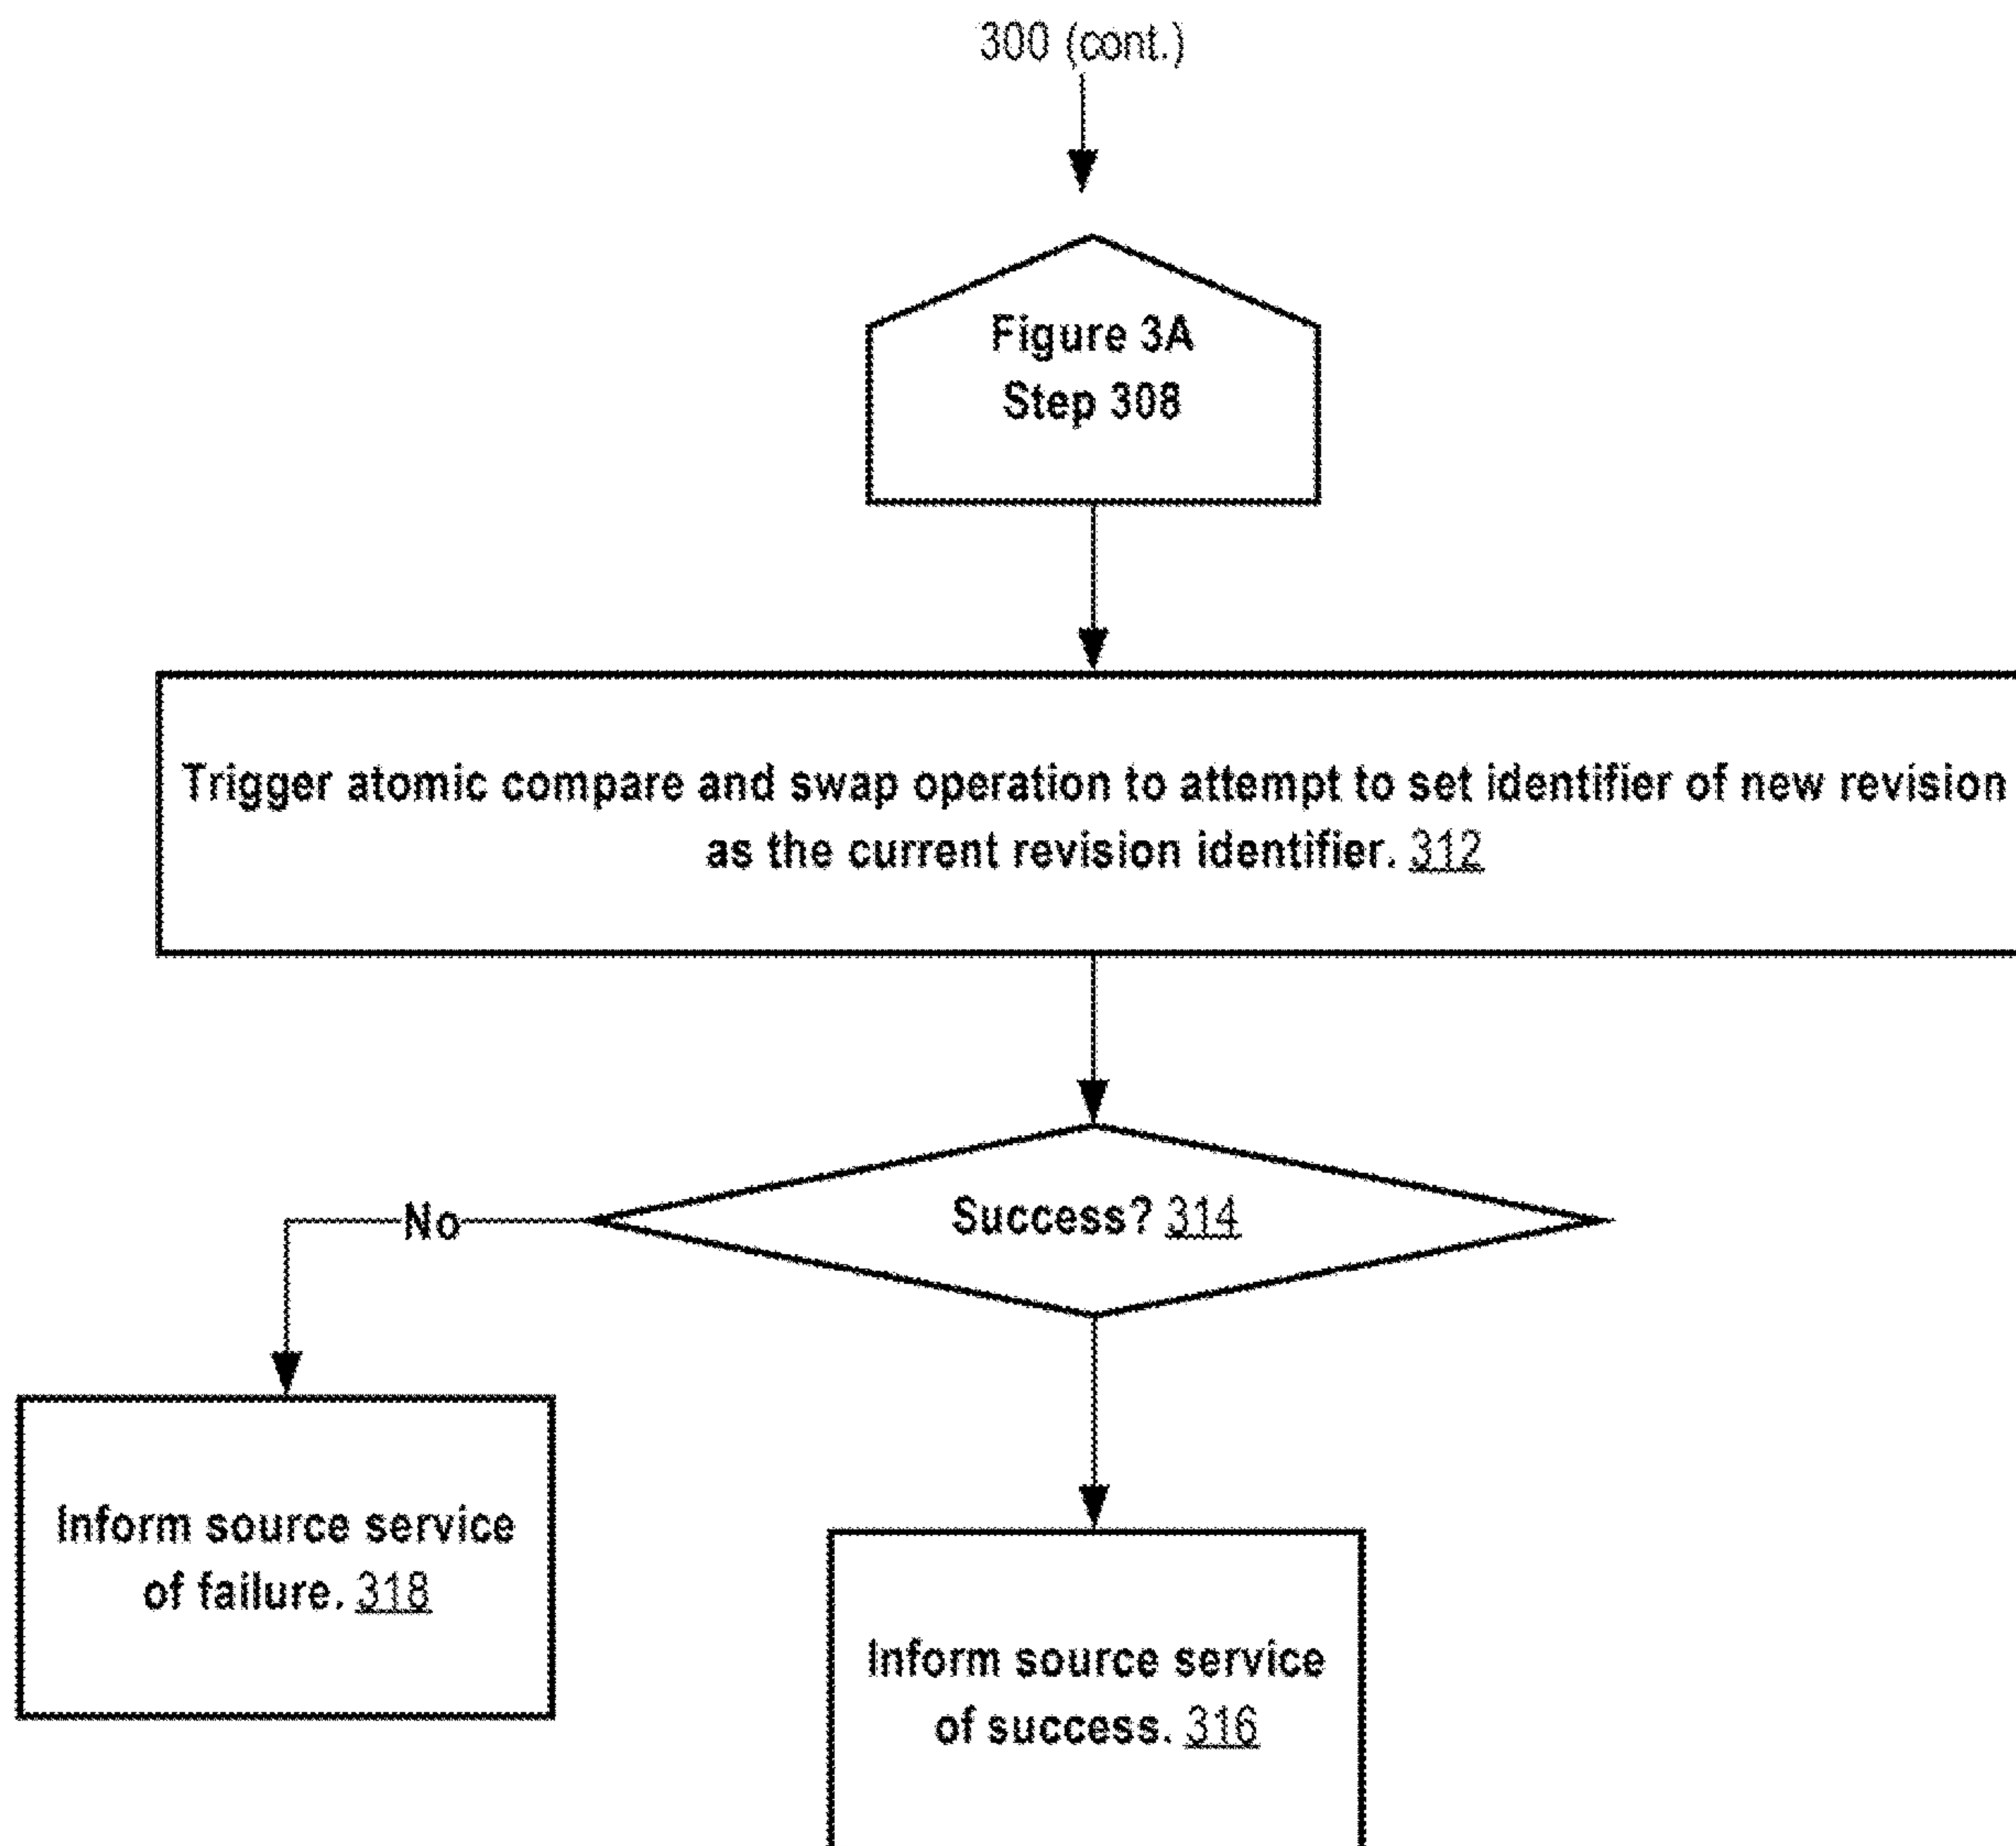 300 (cont.)
Figure 3A
Step 308
Trigger atomic compare and swap operation to attempt to set identifier of new revision
as the current revision identifier. 312
Success? 314
No
Inform source service
of failure. 318
Inform source service
of success. 316